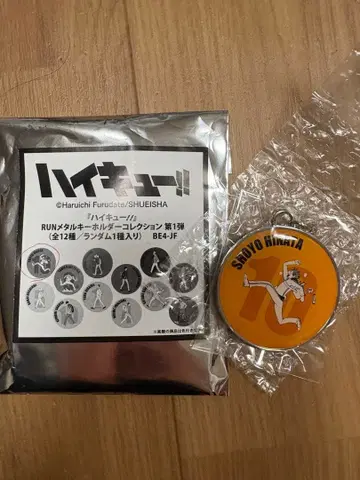 ハイキュー!!
©Haruichi Furudate/SHUEISHA
『ハイキュー!!』
RUNメタルキーホルダーコレクション 第1弾
(全12種/ランダム1種入り) BE4-JF
SHOYO HINATA
10